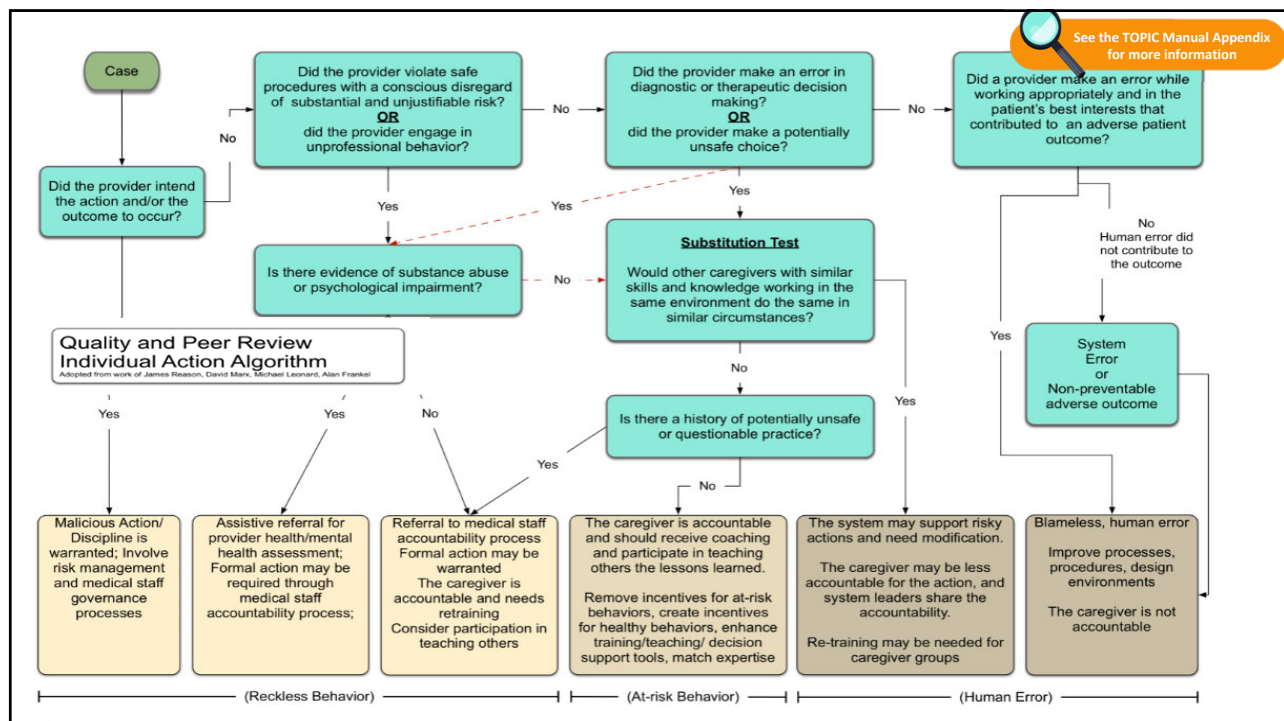 See the TOPIC Manual Appendix
for more information
Case
Did the provider violate safe
procedures with a conscious disregard
of substantial and unjustifiable risk?
OR
did the provider engage in
unprofessional behavior?
No
Did the provider make an error in
diagnostic or therapeutic decision
making?
OR
did the provider make a potentially
unsafe choice?
No
Did a provider make an error while
working appropriately and in the
patient's best interests that
contributed to an adverse patient
outcome?
No
Did the provider intend
the action and/or the
outcome to occur?
Yes
Yes
Yes
No
Human error did
not contribute to
the outcome
Is there evidence of substance abuse
or psychological impairment?
No
Substitution Test
Would other caregivers with similar
skills and knowledge working in the
same environment do the same in
similar circumstances?
Yes
System
Error
or
Non-preventable
adverse outcome
Quality and Peer Review
Individual Action Algorithm
Adopted from work of James Reason, David Marx, Michael Leonard, Allan Frankel
No
Yes
Yes
No
Is there a history of potentially unsafe
or questionable practice?
Yes
Yes
No
Malicious Action/
Discipline is
warranted; Involve
risk management
and medical staff
governance
processes
Assistive referral for
provider health/mental
health assessment;
Formal action may be
required through
medical staff
accountability process;
Referral to medical staff
accountability process
Formal action may be
warranted
The caregiver is
accountable and needs
retraining
Consider participation in
teaching others
The caregiver is accountable
and should receive coaching
and participate in teaching
others the lessons learned.
Remove incentives for at-risk
behaviors, create incentives
for healthy behaviors, enhance
training/teaching/ decision
support tools, match expertise
The system may support risky
actions and need modification.
The caregiver may be less
accountable for the action, and
system leaders share the
accountability.
Re-training may be needed for
caregiver groups
Blameless, human error
Improve processes,
procedures, design
environments
The caregiver is not
accountable
(Reckless Behavior)
(At-risk Behavior)
(Human Error)